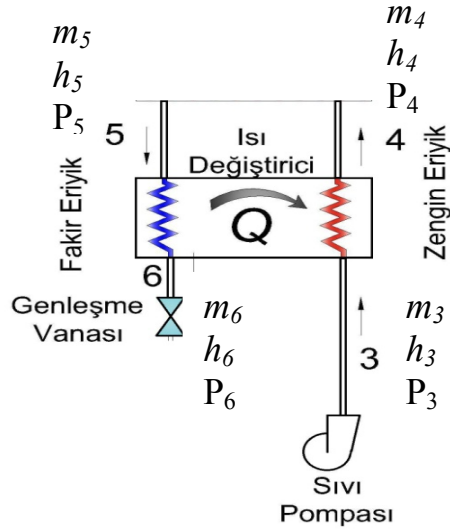 m5
h5
P5
m4
h4
P4
5
Isı
Değiştirici
4
Fakir Eriyik
Zengin Eriyik
Q
6
Genleşme
Vanası
m6
h6
P6
m3
h3
P3
3
Sıvı
Pompası